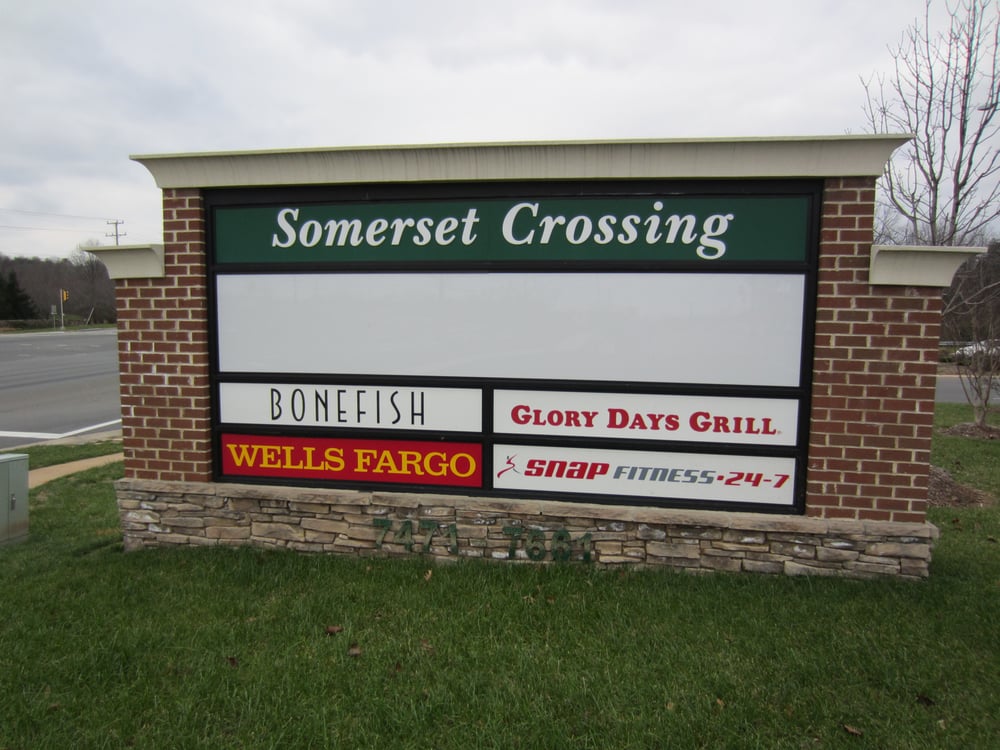 Somerset Crossing
BONEFISH
GLORY DAYS GRILL
WELLS FARGO
SNAP FITNESS·24-7
7471